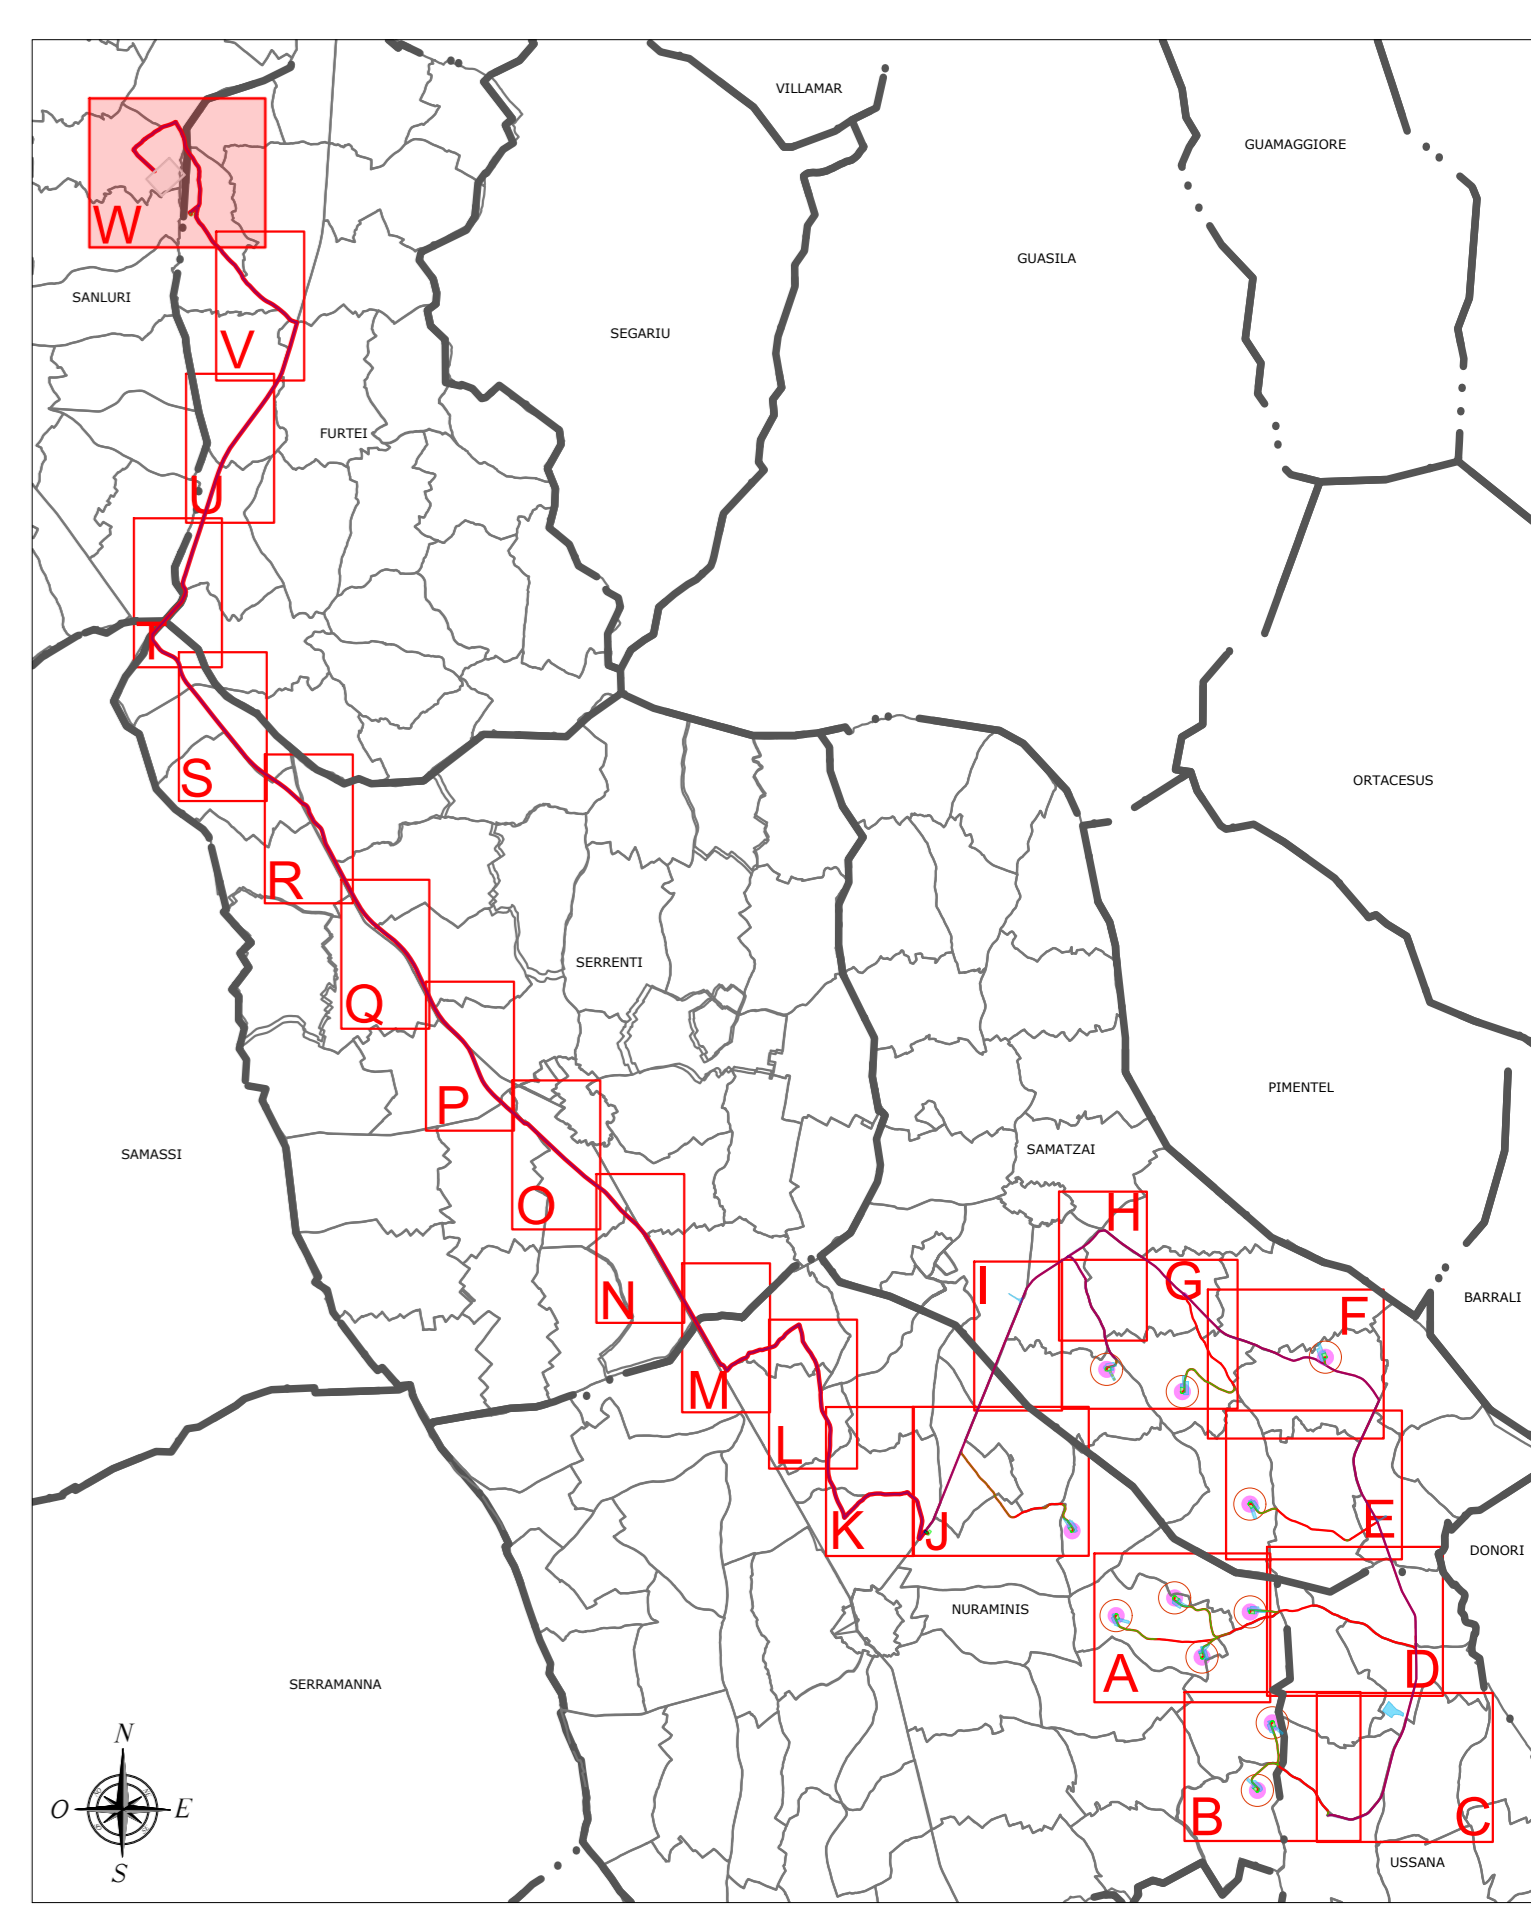 VILLAMAR
GUAMAGGIORE
W
GUASILA
SANLURI
SEGARIU
V
FURTEI
U
T
S
ORTACESUS
R
SERRENTI
Q
PIMENTEL
P
SAMATZAI
SAMASSI
O
H
G
I
N
BARRALI
F
M
L
E
K
J
DONORI
NURAMINIS
A
D
SERRAMANNA
N
O
E
S
B
C
USSANA